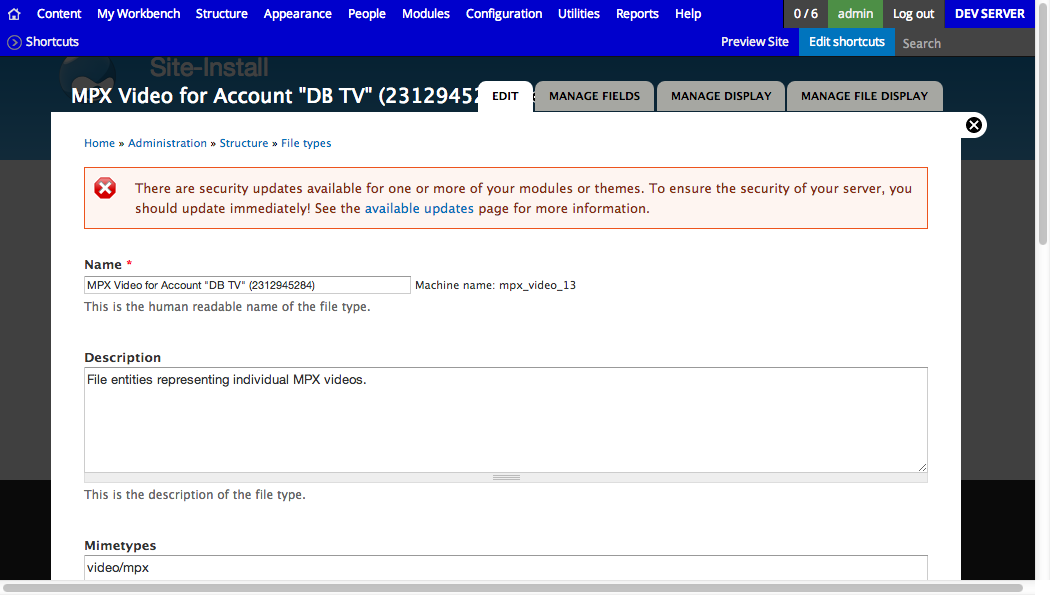 Content My Workbench Structure Appearance People Modules Configuration Utilities Reports Help 0 / 6 admin Log out DEV SERVER
Shortcuts Preview Site Edit shortcuts Search
Site-Install
MPX Video for Account "DB TV" (23129452 EDIT MANAGE FIELDS MANAGE DISPLAY MANAGE FILE DISPLAY
Home » Administration » Structure » File types
There are security updates available for one or more of your modules or themes. To ensure the security of your server, you
should update immediately! See the available updates page for more information.
Name *
MPX Video for Account "DB TV" (2312945284) Machine name: mpx_video_13
This is the human readable name of the file type.
Description
File entities representing individual MPX videos.
This is the description of the file type.
Mimetypes
video/mpx